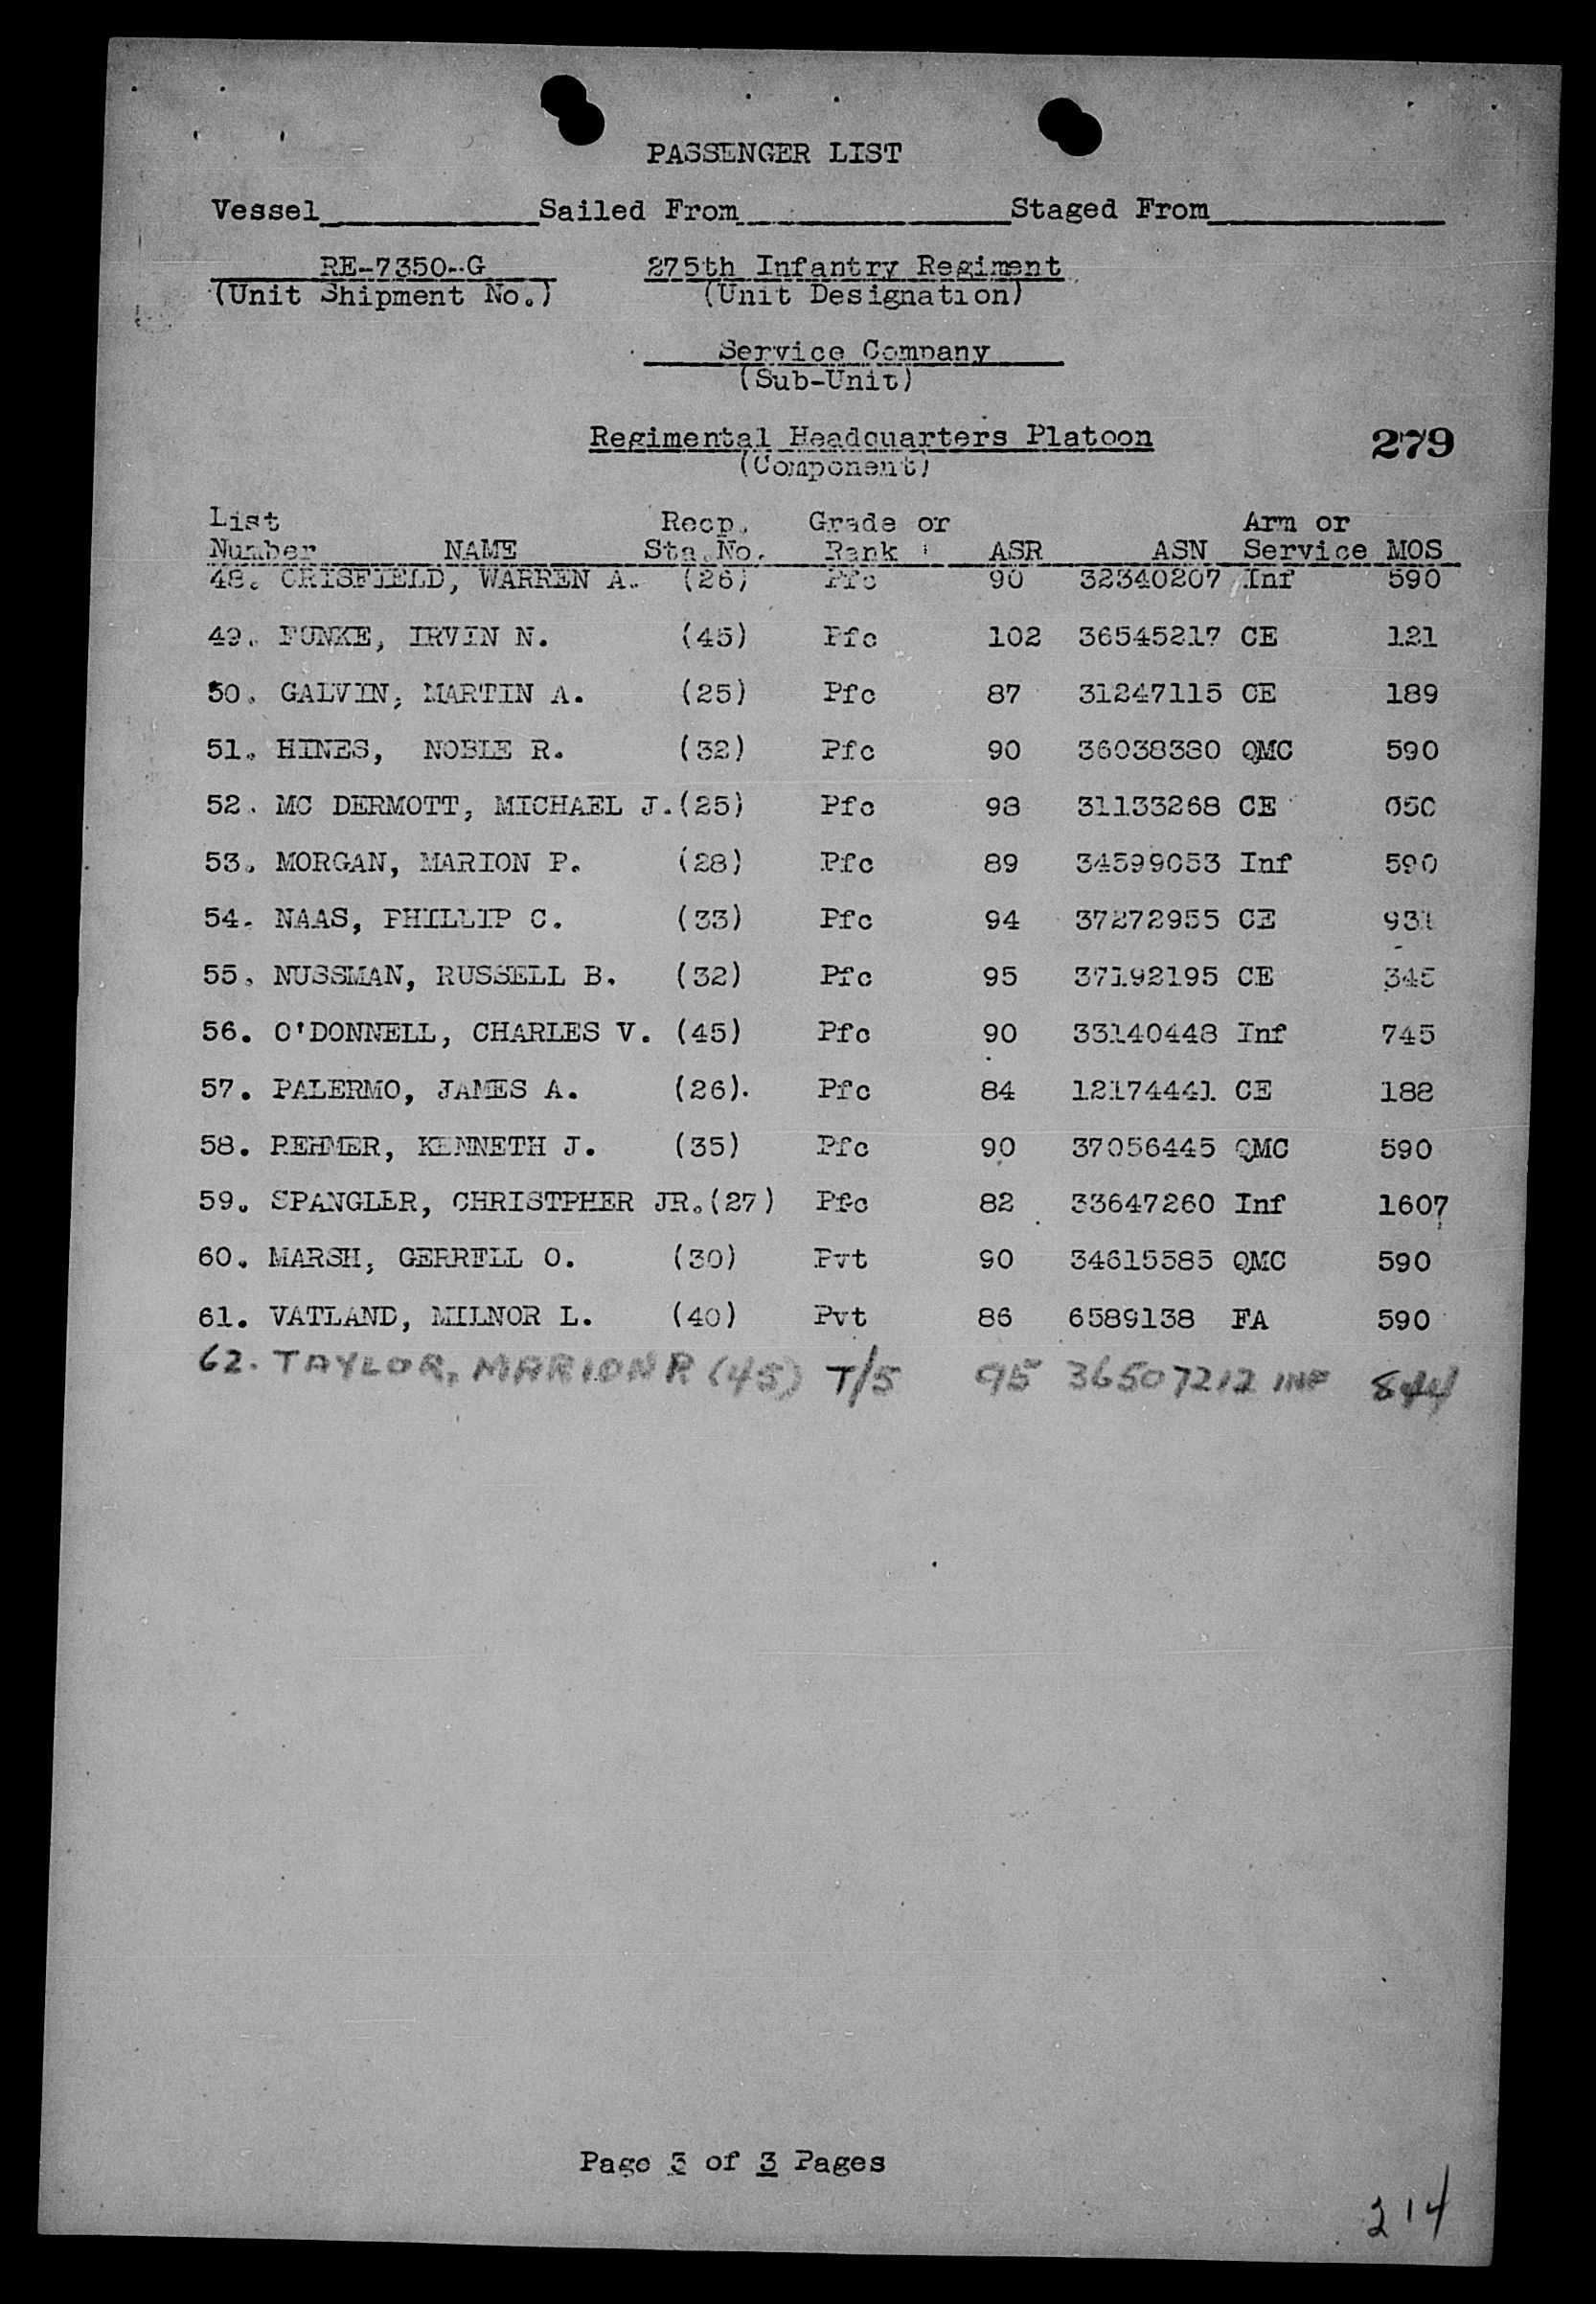 PASSENGER LIST
Vessel____________Sailed From_______________Staged From_____________
RE-7350-G 275th Infantry Regiment
(Unit Shipment No.) (Unit Designation)
Service Company
(Sub-Unit)
Regimental Headquarters Platoon 279
(Component)
List Recp. Grade or Arm or
Number NAME Sta.No. Rank ASR ASN Service MOS
48. CRISFIELD, WARREN A. (26) Pfc 90 32340207 Inf 590
49. FUNKE, IRVIN N. (45) Pfc 102 36545217 CE 121
50. GALVIN, MARTIN A. (25) Pfc 87 31247115 CE 189
51. HINES, NOBLE R. (32) Pfc 90 36038380 QMC 590
52. MC DERMOTT, MICHAEL J.(25) Pfc 98 31133268 CE 050
53. MORGAN, MARION P. (28) Pfc 89 34599053 Inf 590
54. NAAS, PHILLIP C. (33) Pfc 94 37272955 CE 931
55. NUSSMAN, RUSSELL B. (32) Pfc 95 37192195 CE 345
56. O'DONNELL, CHARLES V. (45) Pfc 90 33140448 Inf 745
57. PALERMO, JAMES A. (26). Pfc 84 12174441 CE 182
58. REHMER, KENNETH J. (35) Pfc 90 37056445 QMC 590
59. SPANGLER, CHRISTPHER JR.(27) Pfc 82 33647260 Inf 1607
60. MARSH, GERRELL O. (30) Pvt 90 34615585 QMC 590
61. VATLAND, MILNOR L. (40) Pvt 86 6589138 FA 590
62. TAYLOR, MARION R (45) T/5 95 36507212 INF 844
Page 3 of 3 Pages
214